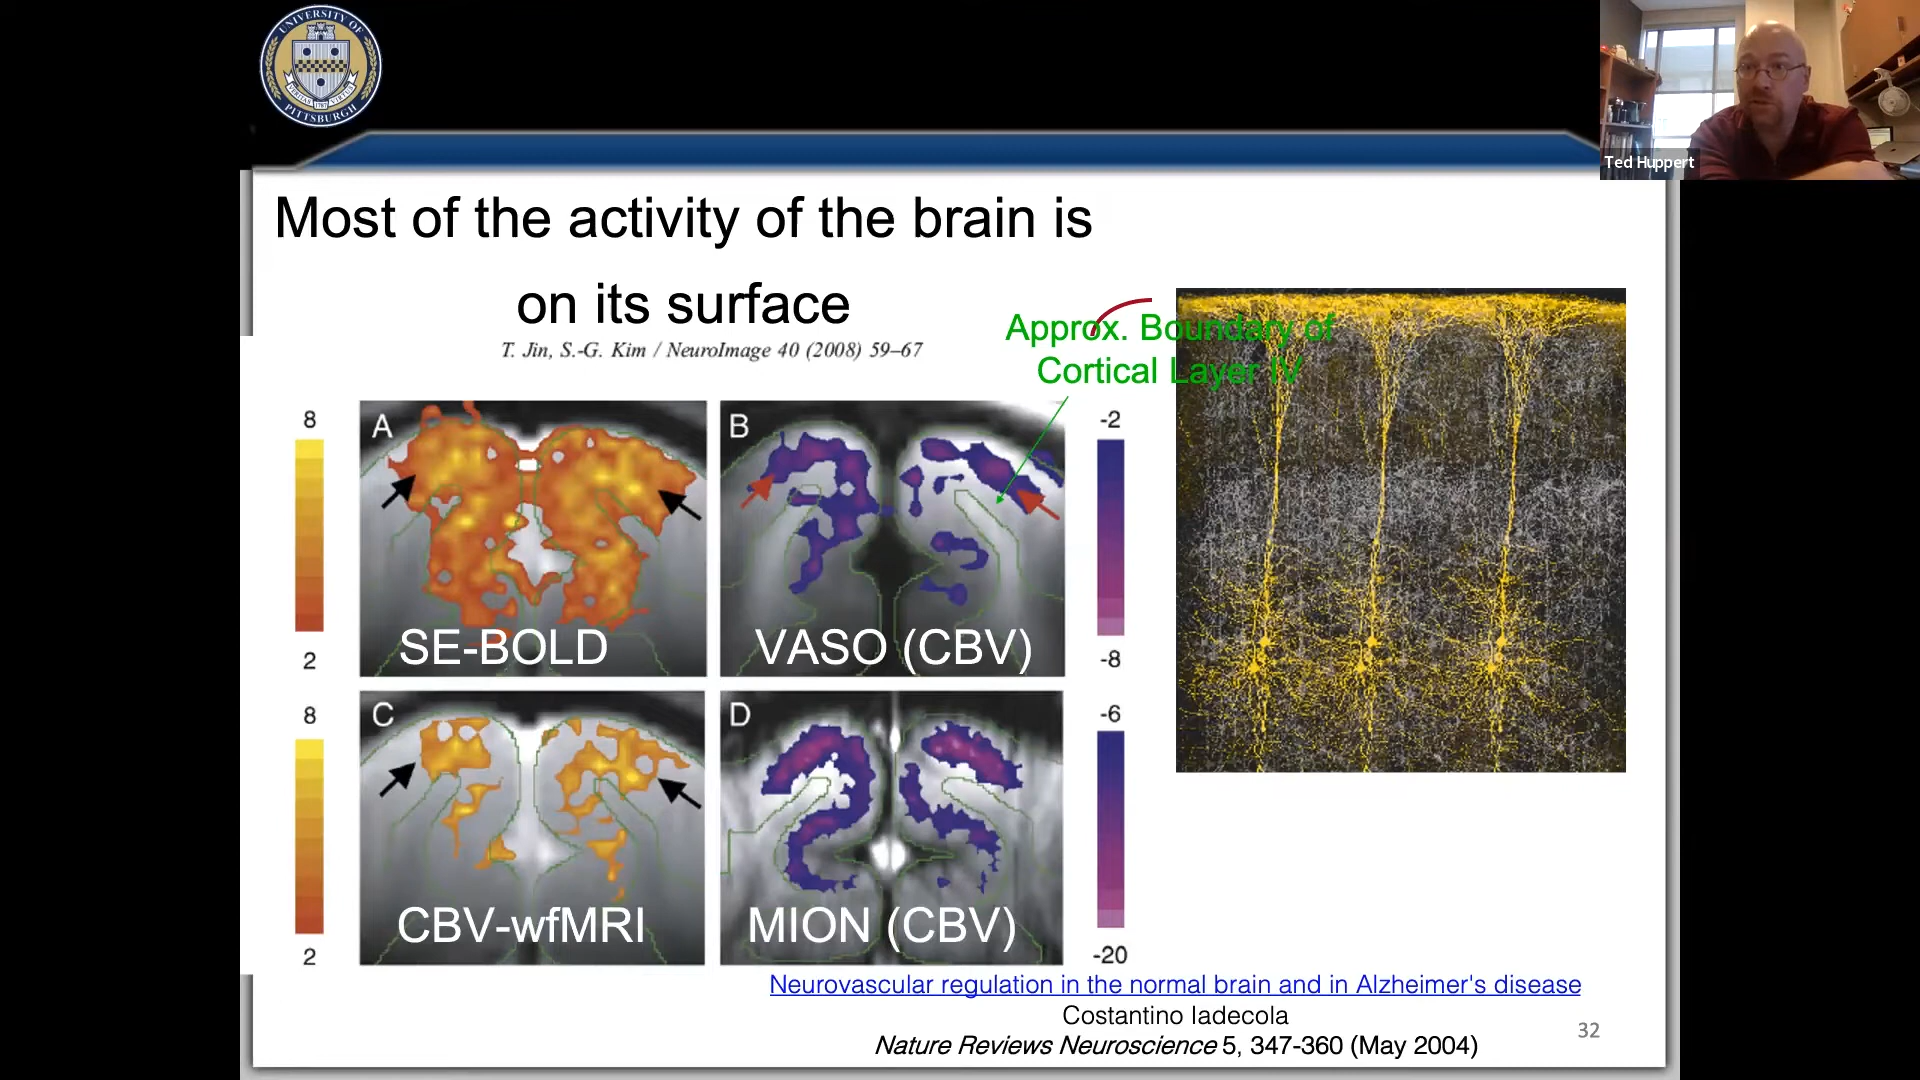 UNIVERSITY OF
PITTSBURGH
Ted Huppert
Most of the activity of the brain is
on its surface
T. Jin, S.-G. Kim / NeuroImage 40 (2008) 59–67
Approx. Boundary of
Cortical Layer IV
8
A
B
-2
SE-BOLD
VASO (CBV)
2
-8
8
C
D
-6
CBV-wfMRI
MION (CBV)
2
-20
Neurovascular regulation in the normal brain and in Alzheimer's disease
Costantino Iadecola
Nature Reviews Neuroscience 5, 347-360 (May 2004)
32